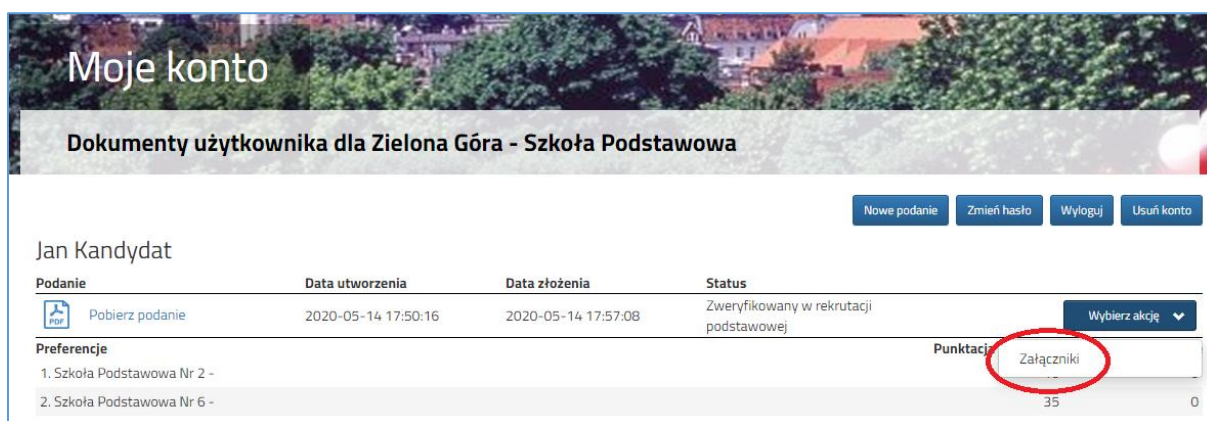 Moje konto
Dokumenty użytkownika dla Zielona Góra - Szkoła Podstawowa
Nowe podanie Zmień hasło Wyloguj Usuń konto
Jan Kandydat
Podanie Data utworzenia Data złożenia Status
PDF Pobierz podanie 2020-05-14 17:50:16 2020-05-14 17:57:08 Zweryfikowany w rekrutacji
podstawowej
Wybierz akcję
Preferencje Punktacja
Załączniki
1. Szkoła Podstawowa Nr 2 -
2. Szkoła Podstawowa Nr 6 - 35 0